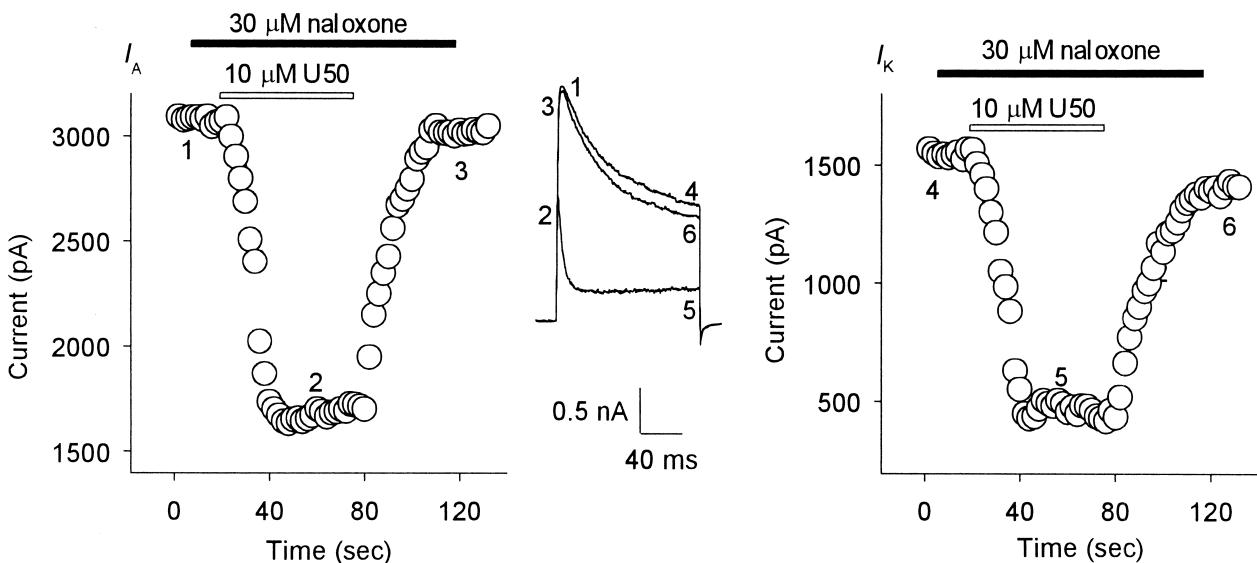 30 μM naloxone
I_A
10 μM U50
3000
2500
2000
1500
Current (pA)
0 40 80 120
Time (sec)
1
2
3
1
3
2
4
6
5
0.5 nA
40 ms
30 μM naloxone
I_K
10 μM U50
1500
1000
500
Current (pA)
0 40 80 120
Time (sec)
4
5
6